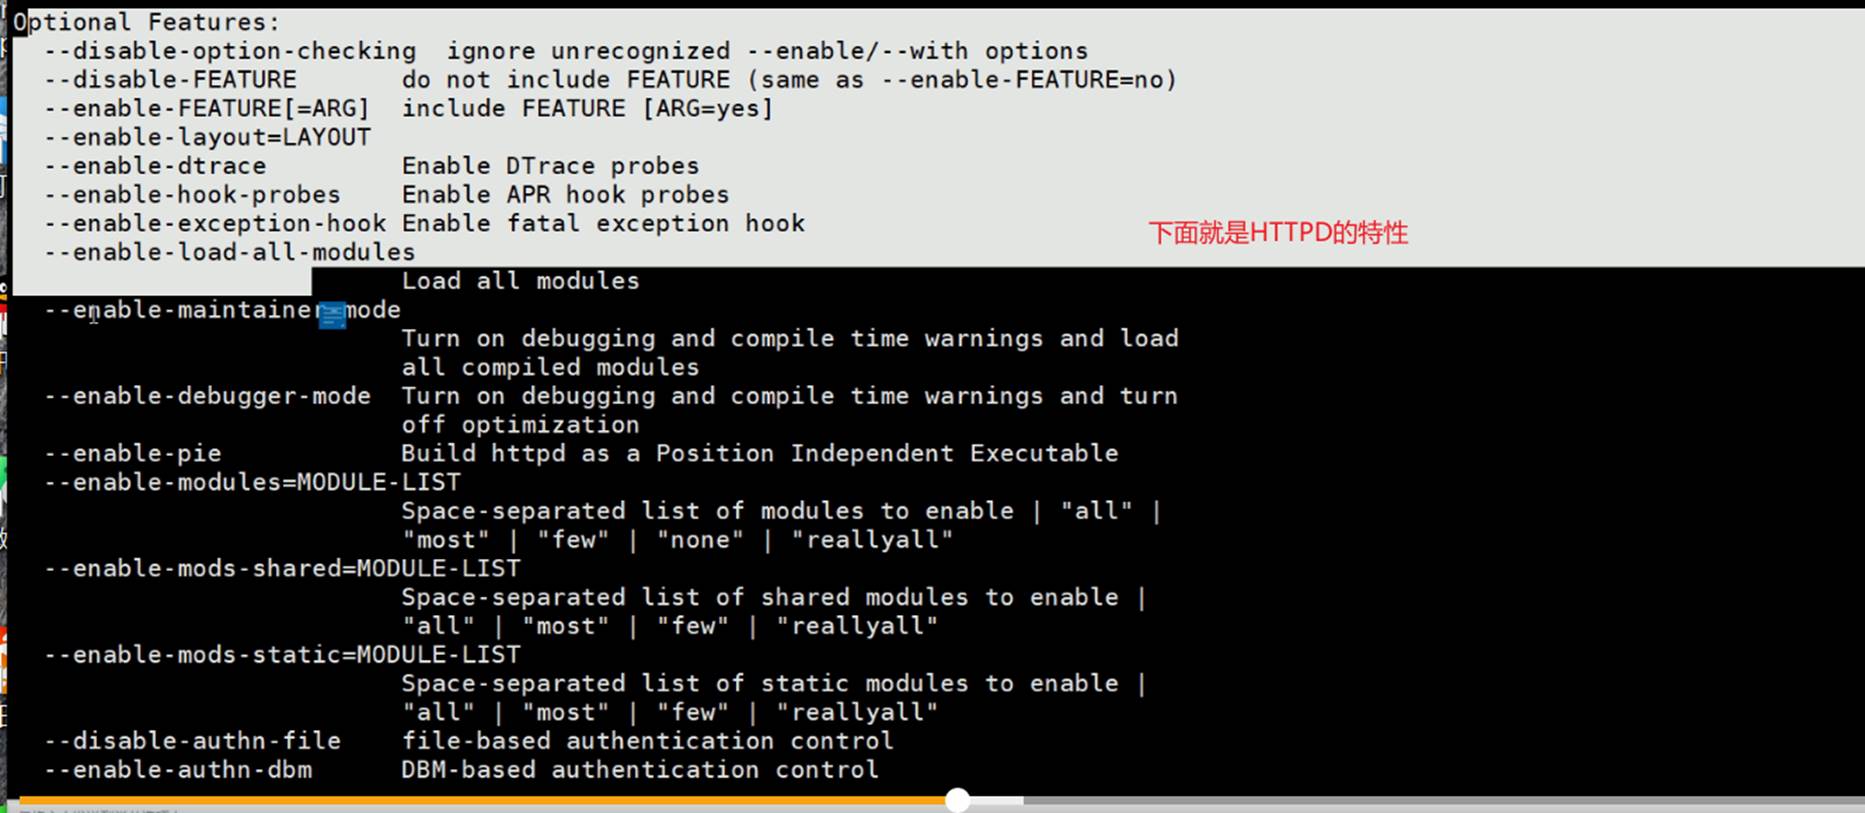 Optional Features:
--disable-option-checking ignore unrecognized --enable/--with options
--disable-FEATURE do not include FEATURE (same as --enable-FEATURE=no)
--enable-FEATURE[=ARG] include FEATURE [ARG=yes]
--enable-layout=LAYOUT
--enable-dtrace Enable DTrace probes
--enable-hook-probes Enable APR hook probes
--enable-exception-hook Enable fatal exception hook
下面就是HTTPD的特性
--enable-load-all-modules
Load all modules
--enable-maintainer-mode
Turn on debugging and compile time warnings and load
all compiled modules
--enable-debugger-mode Turn on debugging and compile time warnings and turn
off optimization
--enable-pie Build httpd as a Position Independent Executable
--enable-modules=MODULE-LIST
Space-separated list of modules to enable | "all" |
"most" | "few" | "none" | "reallyall"
--enable-mods-shared=MODULE-LIST
Space-separated list of shared modules to enable |
"all" | "most" | "few" | "reallyall"
--enable-mods-static=MODULE-LIST
Space-separated list of static modules to enable |
"all" | "most" | "few" | "reallyall"
--disable-authn-file file-based authentication control
--enable-authn-dbm DBM-based authentication control